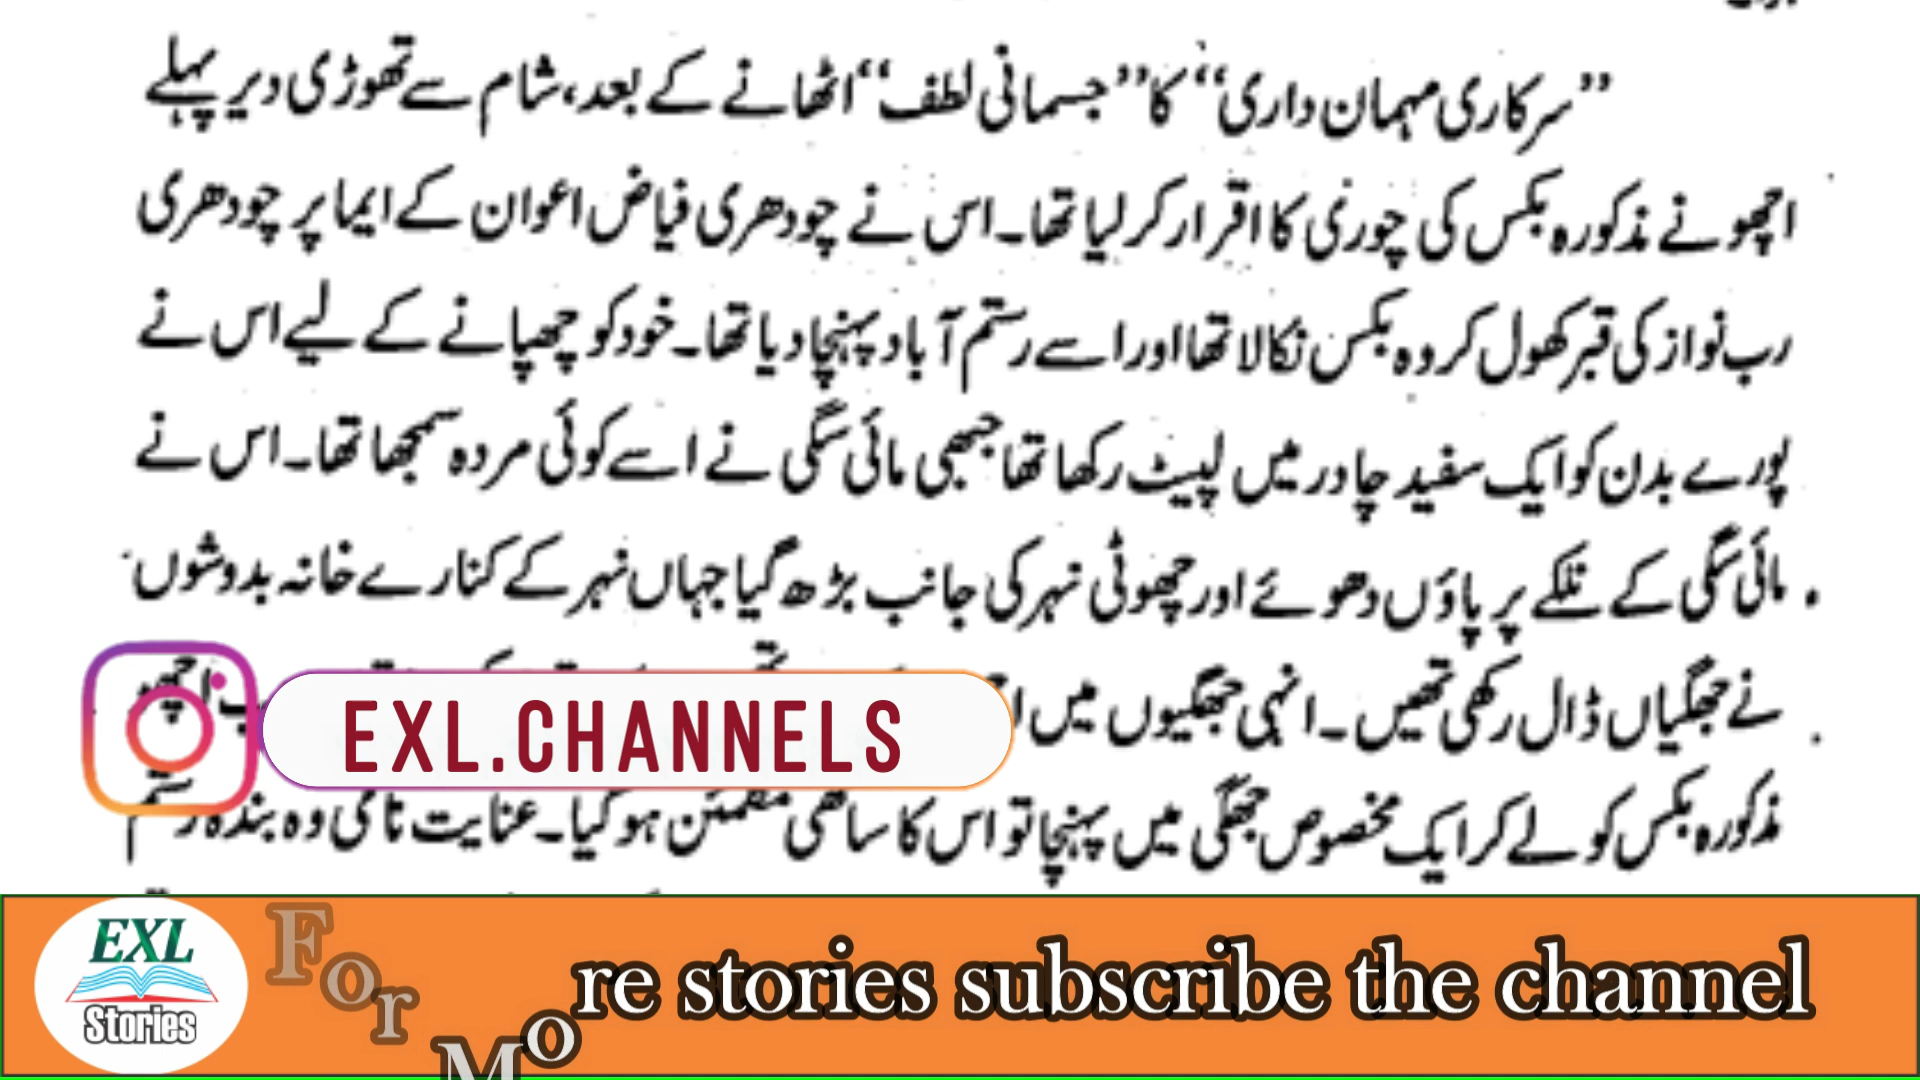 ”سرکاری مہمان داری“ کا ”جسمانی لطف“ اٹھانے کے بعد، شام سے تھوڑی دیر پہلے
اچھو نے مذکورہ بکس کی چوری کا اقرار کر لیا تھا۔ اس نے چودھری فیاض اعوان کے ایما پر چودھری
رب نواز کی قبر کھول کر وہ بکس نکالا تھا اور اسے رستم آباد پہنچا دیا تھا۔ خود کو چھپانے کے لیے اس نے
پورے بدن کو ایک سفید چادر میں لپیٹ رکھا تھا جبھی مائی سگی نے اسے کوئی مردہ سمجھا تھا۔ اس نے
مائی سگی کے نلکے پر پاؤں دھوئے اور چھوٹی نہر کی جانب بڑھ گیا جہاں نہر کے کنارے خانہ بدوشوں
نے جھگیاں ڈال رکھی تھیں۔ انہی جھگیوں میں
مذکورہ بکس کو لے کر ایک مخصوص جھگی میں پہنچا تو اس کا ساتھی مطمئن ہو گیا۔ عنایت نامی وہ بندہ رستم
EXL.CHANNELS
EXL
Stories
For More stories subscribe the channel